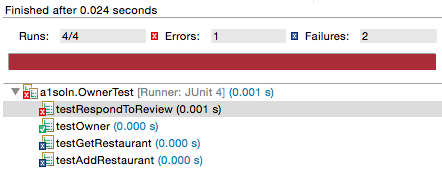 Finished after 0.024 seconds
Runs: 4/4 Errors: 1 Failures: 2
a1soln.OwnerTest [Runner: JUnit 4] (0.001 s)
testRespondToReview (0.001 s)
testOwner (0.000 s)
testGetRestaurant (0.000 s)
testAddRestaurant (0.000 s)